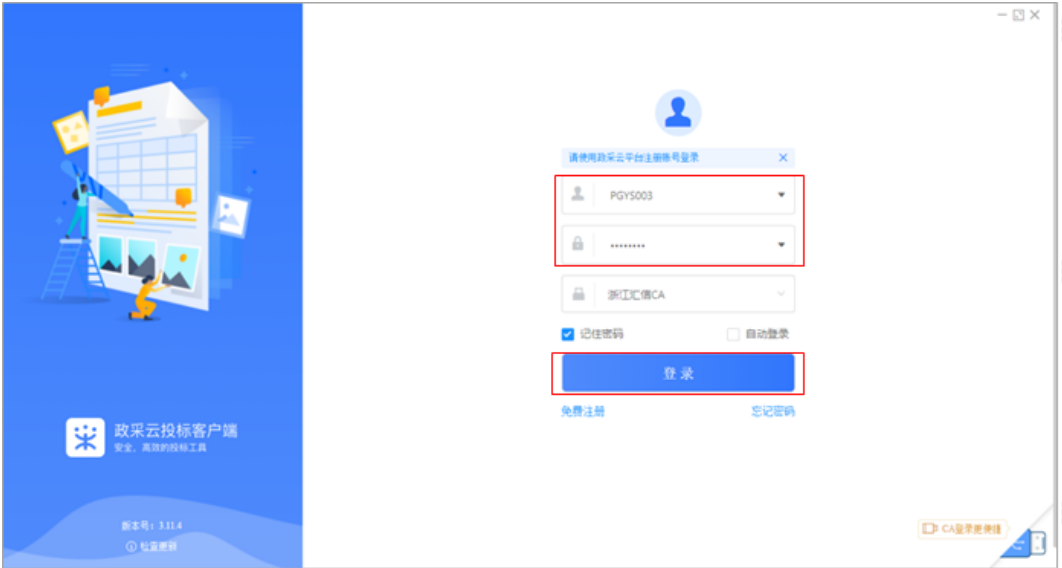 请使用政采云平台注册账号登录
PGYS003
........
浙江汇信CA
记住密码 自动登录
登录
免费注册 忘记密码
政采云投标客户端
安全、高效的投标工具
版本号：3.11.4
检查更新
CA登录更便捷